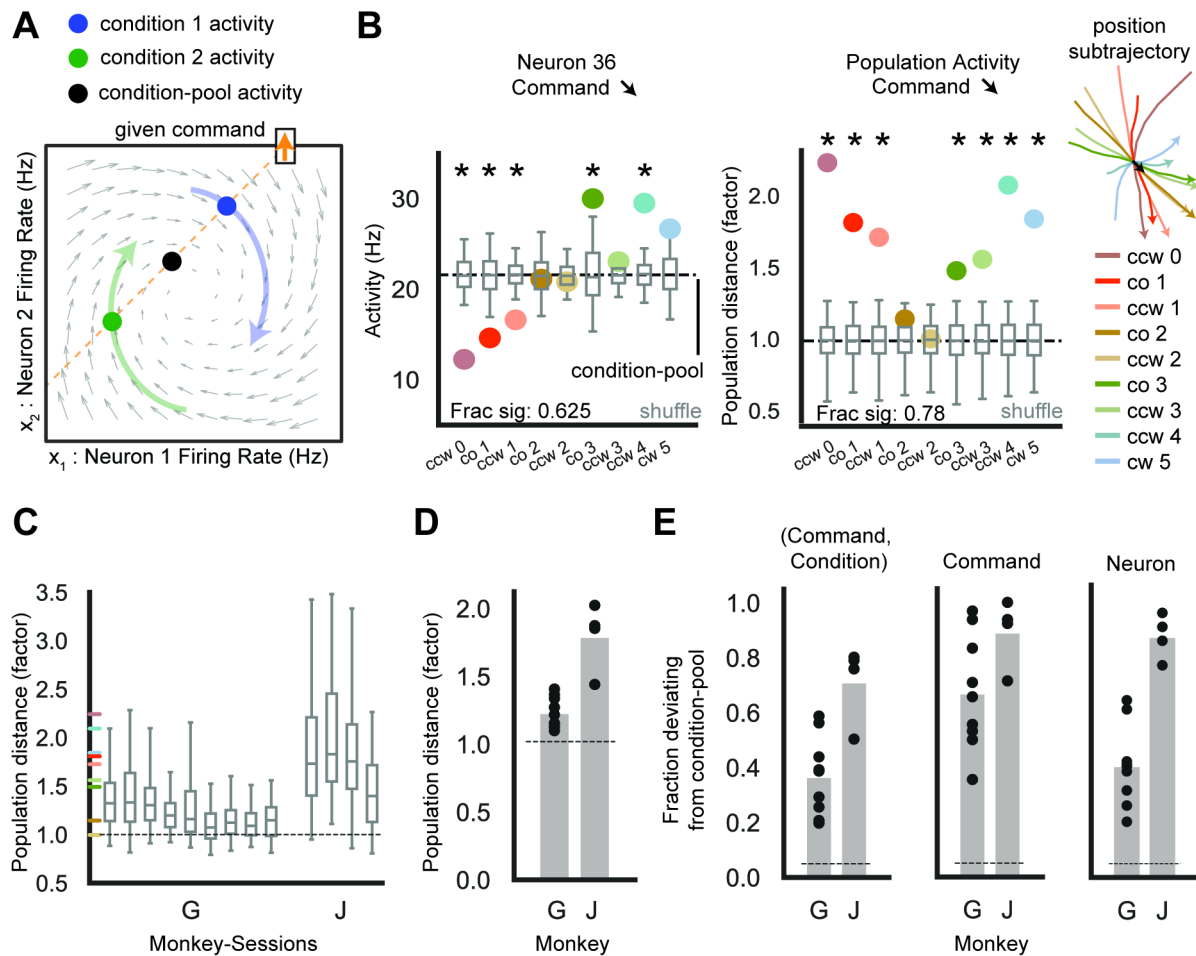 A
condition 1 activity
condition 2 activity
condition-pool activity
given command
x2 : Neuron 2 Firing Rate (Hz)
x1 : Neuron 1 Firing Rate (Hz)
B
Neuron 36
Command
* * * * *
Activity (Hz)
30
20
10
condition-pool
Frac sig: 0.625
shuffle
ccw 0
co 1
ccw 1
co 2
ccw 2
co 3
ccw 3
ccw 4
cw 5
Population Activity
Command
* * * * * * *
Population distance (factor)
2.0
1.5
1.0
0.5
Frac sig: 0.78
shuffle
ccw 0
co 1
ccw 1
co 2
ccw 2
co 3
ccw 3
ccw 4
cw 5
position
subtrajectory
ccw 0
co 1
ccw 1
co 2
ccw 2
co 3
ccw 3
ccw 4
cw 5
C
Population distance (factor)
3.5
3.0
2.5
2.0
1.5
1.0
0.5
G
J
Monkey-Sessions
D
Population distance (factor)
2.0
1.5
1.0
0.0
G J
Monkey
E
Fraction deviating
from condition-pool
(Command,
Condition)
1.0
0.8
0.6
0.4
0.2
0.0
G J
Command
G J
Neuron
G J
Monkey